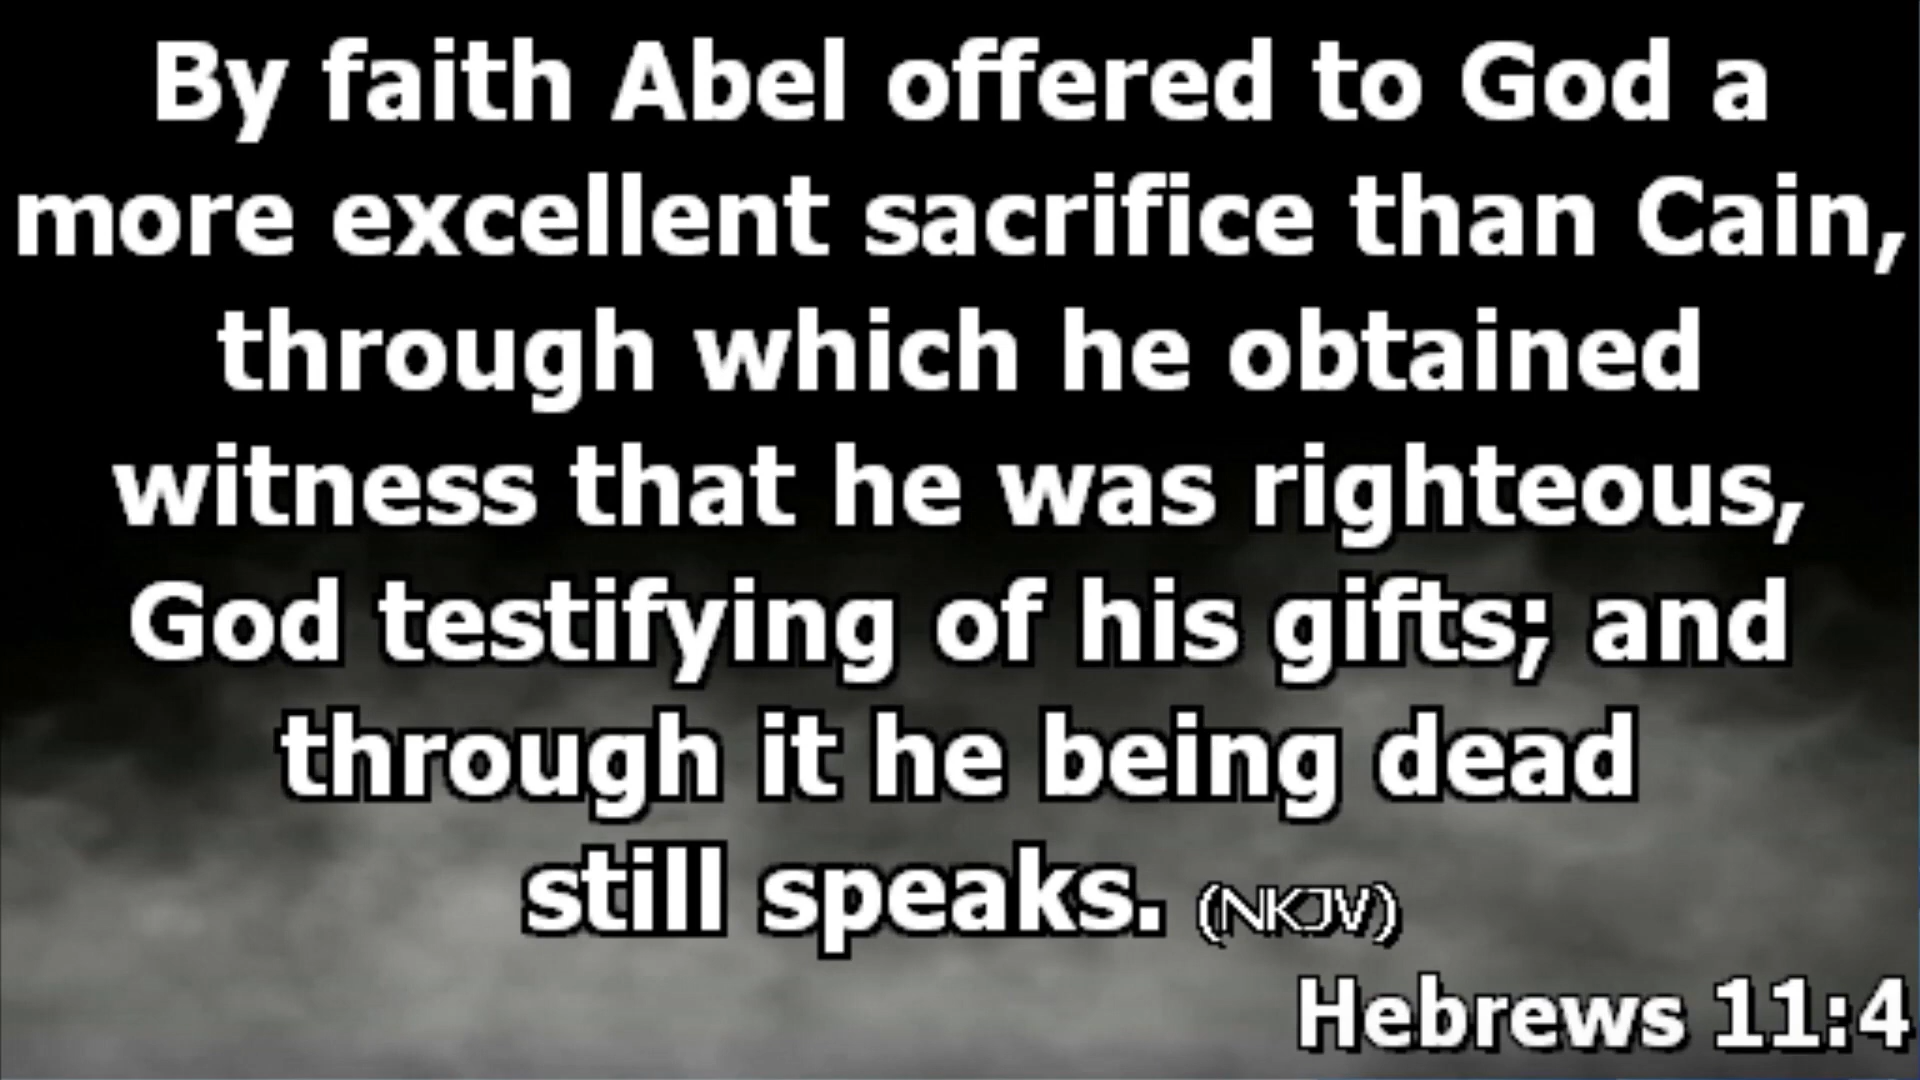 By faith Abel offered to God a
more excellent sacrifice than Cain,
through which he obtained
witness that he was righteous,
God testifying of his gifts; and
through it he being dead
still speaks. (NKJV)
Hebrews 11:4